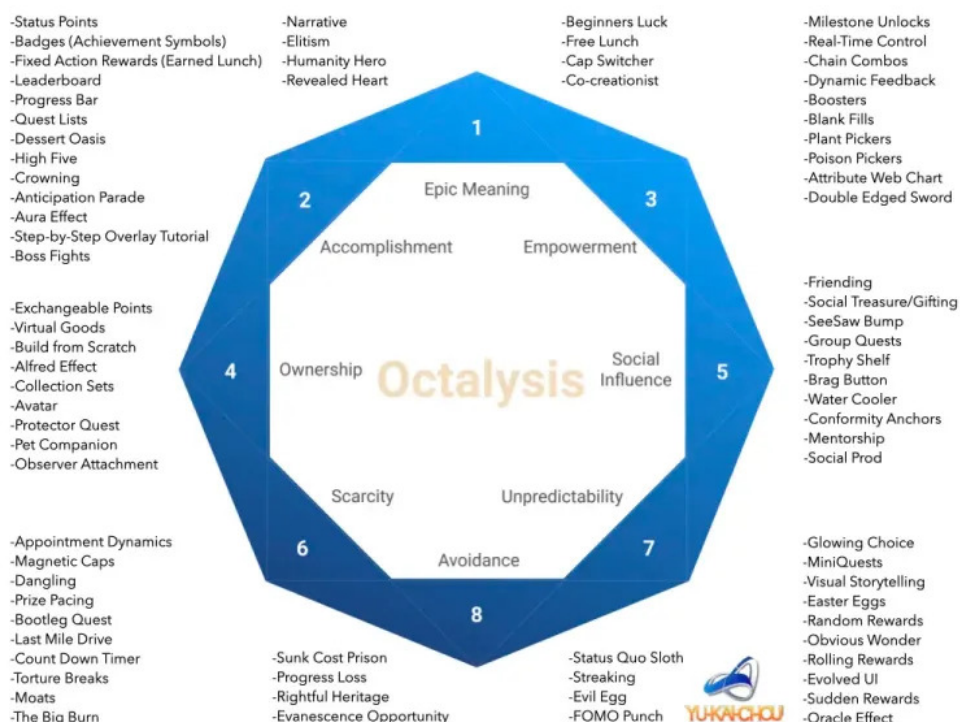 -Status Points
-Badges (Achievement Symbols)
-Fixed Action Rewards (Earned Lunch)
-Leaderboard
-Progress Bar
-Quest Lists
-Dessert Oasis
-High Five
-Crowning
-Anticipation Parade
-Aura Effect
-Step-by-Step Overlay Tutorial
-Boss Fights
-Narrative
-Elitism
-Humanity Hero
-Revealed Heart
-Beginners Luck
-Free Lunch
-Cap Switcher
-Co-creationist
-Milestone Unlocks
-Real-Time Control
-Chain Combos
-Dynamic Feedback
-Boosters
-Blank Fills
-Plant Pickers
-Poison Pickers
-Attribute Web Chart
-Double Edged Sword
1
Epic Meaning
2
Accomplishment
3
Empowerment
-Exchangeable Points
-Virtual Goods
-Build from Scratch
-Alfred Effect
-Collection Sets
-Avatar
-Protector Quest
-Pet Companion
-Observer Attachment
4
Ownership
Octalysis
Social
Influence
5
-Friending
-Social Treasure/Gifting
-SeeSaw Bump
-Group Quests
-Trophy Shelf
-Brag Button
-Water Cooler
-Conformity Anchors
-Mentorship
-Social Prod
Scarcity
6
Unpredictability
7
Avoidance
8
-Appointment Dynamics
-Magnetic Caps
-Dangling
-Prize Pacing
-Bootleg Quest
-Last Mile Drive
-Count Down Timer
-Torture Breaks
-Moats
-The Big Burn
-Sunk Cost Prison
-Progress Loss
-Rightful Heritage
-Evanescence Opportunity
-Status Quo Sloth
-Streaking
-Evil Egg
-FOMO Punch
YU-KAI-CHOU
-Glowing Choice
-MiniQuests
-Visual Storytelling
-Easter Eggs
-Random Rewards
-Obvious Wonder
-Rolling Rewards
-Evolved UI
-Sudden Rewards
-Oracle Effect